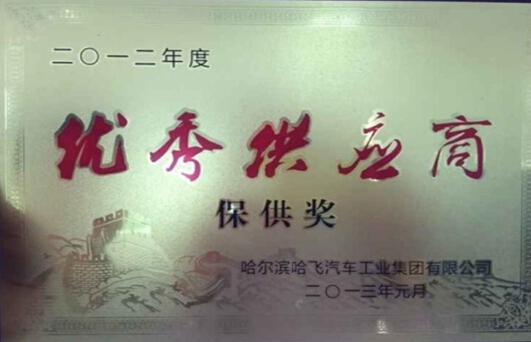 二〇一二年度
优秀供应商
保供奖
哈尔滨哈飞汽车工业集团有限公司
二〇一三年元月